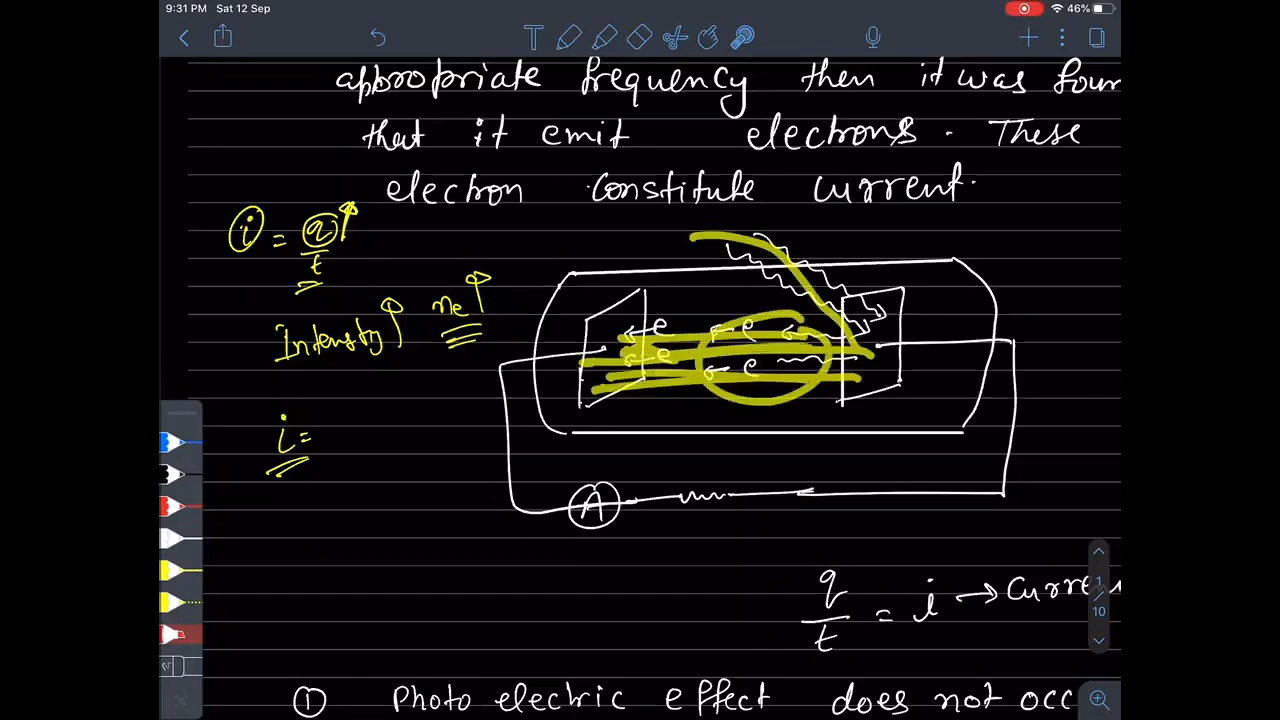 9:31 PM Sat 12 Sep
46%
appropriate frequency then it was foun
that it emit electrons. These
electron constitute current.
i = q/t
Intensity ne
e e
e e
i =
A
q/t = i → Curren
1
/
10
① Photo electric effect does not occ